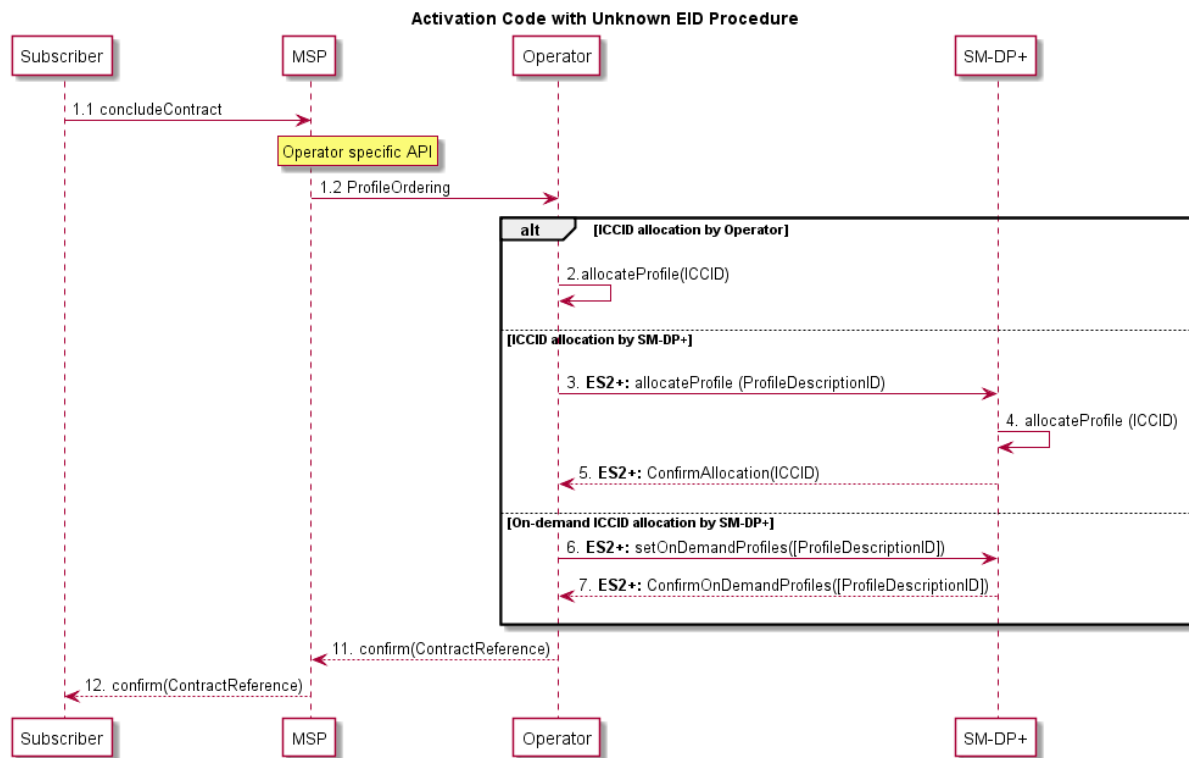 Activation Code with Unknown EID Procedure
Subscriber
MSP
Operator
SM-DP+
1.1 concludeContract
Operator specific API
1.2 ProfileOrdering
alt
[ICCID allocation by Operator]
2.allocateProfile(ICCID)
[ICCID allocation by SM-DP+]
3. ES2+: allocateProfile (ProfileDescriptionID)
4. allocateProfile (ICCID)
5. ES2+: ConfirmAllocation(ICCID)
[On-demand ICCID allocation by SM-DP+]
6. ES2+: setOnDemandProfiles([ProfileDescriptionID])
7. ES2+: ConfirmOnDemandProfiles([ProfileDescriptionID])
11. confirm(ContractReference)
12. confirm(ContractReference)
Subscriber
MSP
Operator
SM-DP+